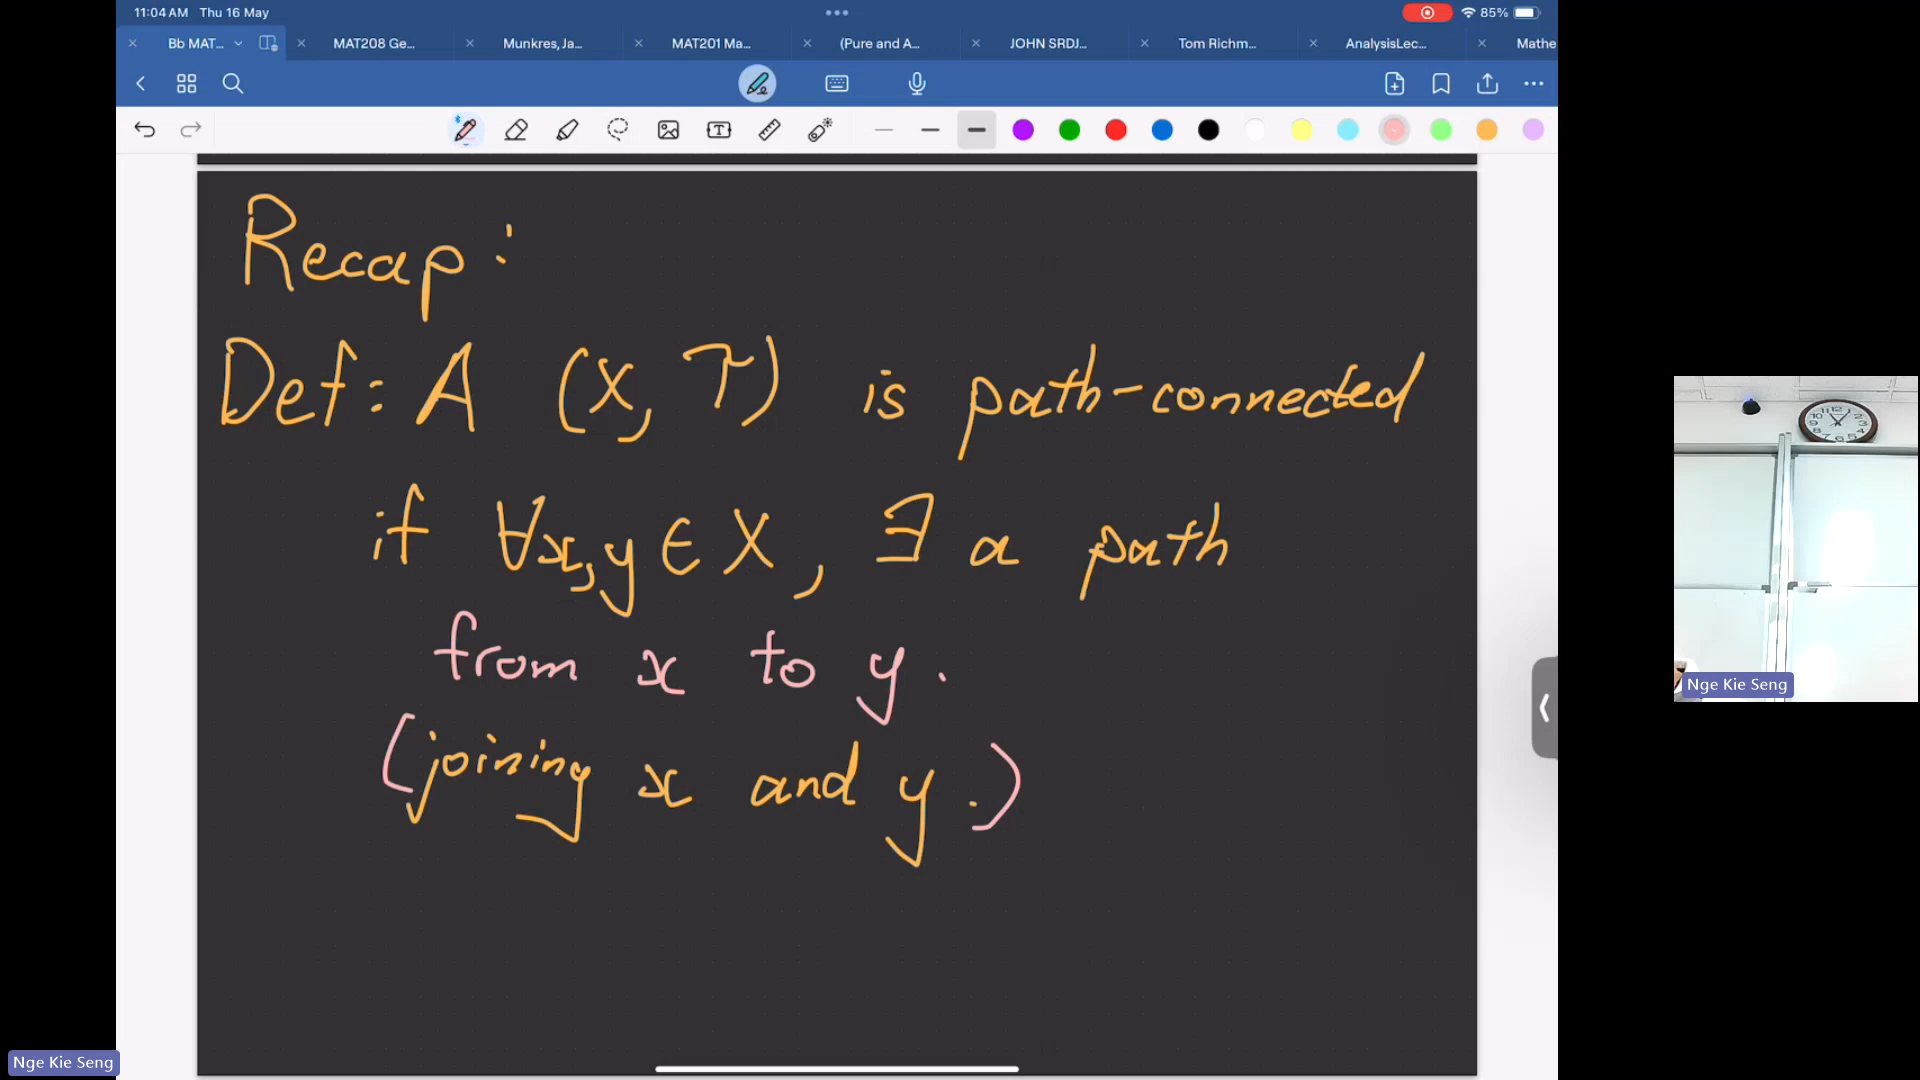 11:04 AM Thu 16 May
85%
Bb MAT...
MAT208 Ge...
Munkres, Ja...
MAT201 Ma...
(Pure and A...
JOHN SRDJ...
Tom Richm...
AnalysisLec...
Mathe
Recap:
Def: A (X, T) is path-connected
if ∀x,y ∈ X, ∃ a path
from x to y.
(joining x and y.)
Nge Kie Seng
Nge Kie Seng